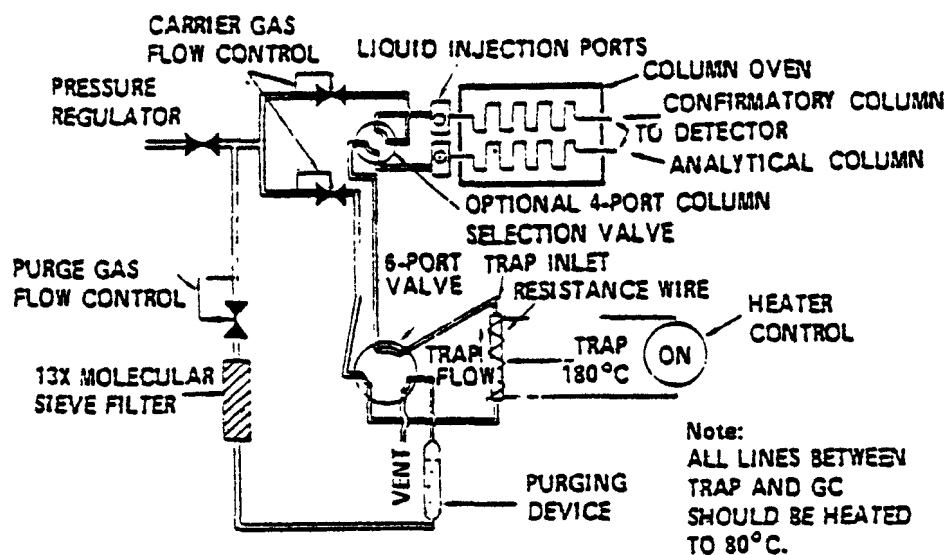 CARRIER GAS
FLOW CONTROL
LIQUID INJECTION PORTS
PRESSURE
REGULATOR
COLUMN OVEN
CONFIRMATORY COLUMN
TO DETECTOR
ANALYTICAL COLUMN
OPTIONAL 4-PORT COLUMN
SELECTION VALVE
PURGE GAS
FLOW CONTROL
6-PORT
VALVE
TRAP INLET
RESISTANCE WIRE
HEATER
CONTROL
TRAP
FLOW
TRAP
180°C
ON
13X MOLECULAR
SIEVE FILTER
VENT
PURGING
DEVICE
Note:
ALL LINES BETWEEN
TRAP AND GC
SHOULD BE HEATED
TO 80°C.